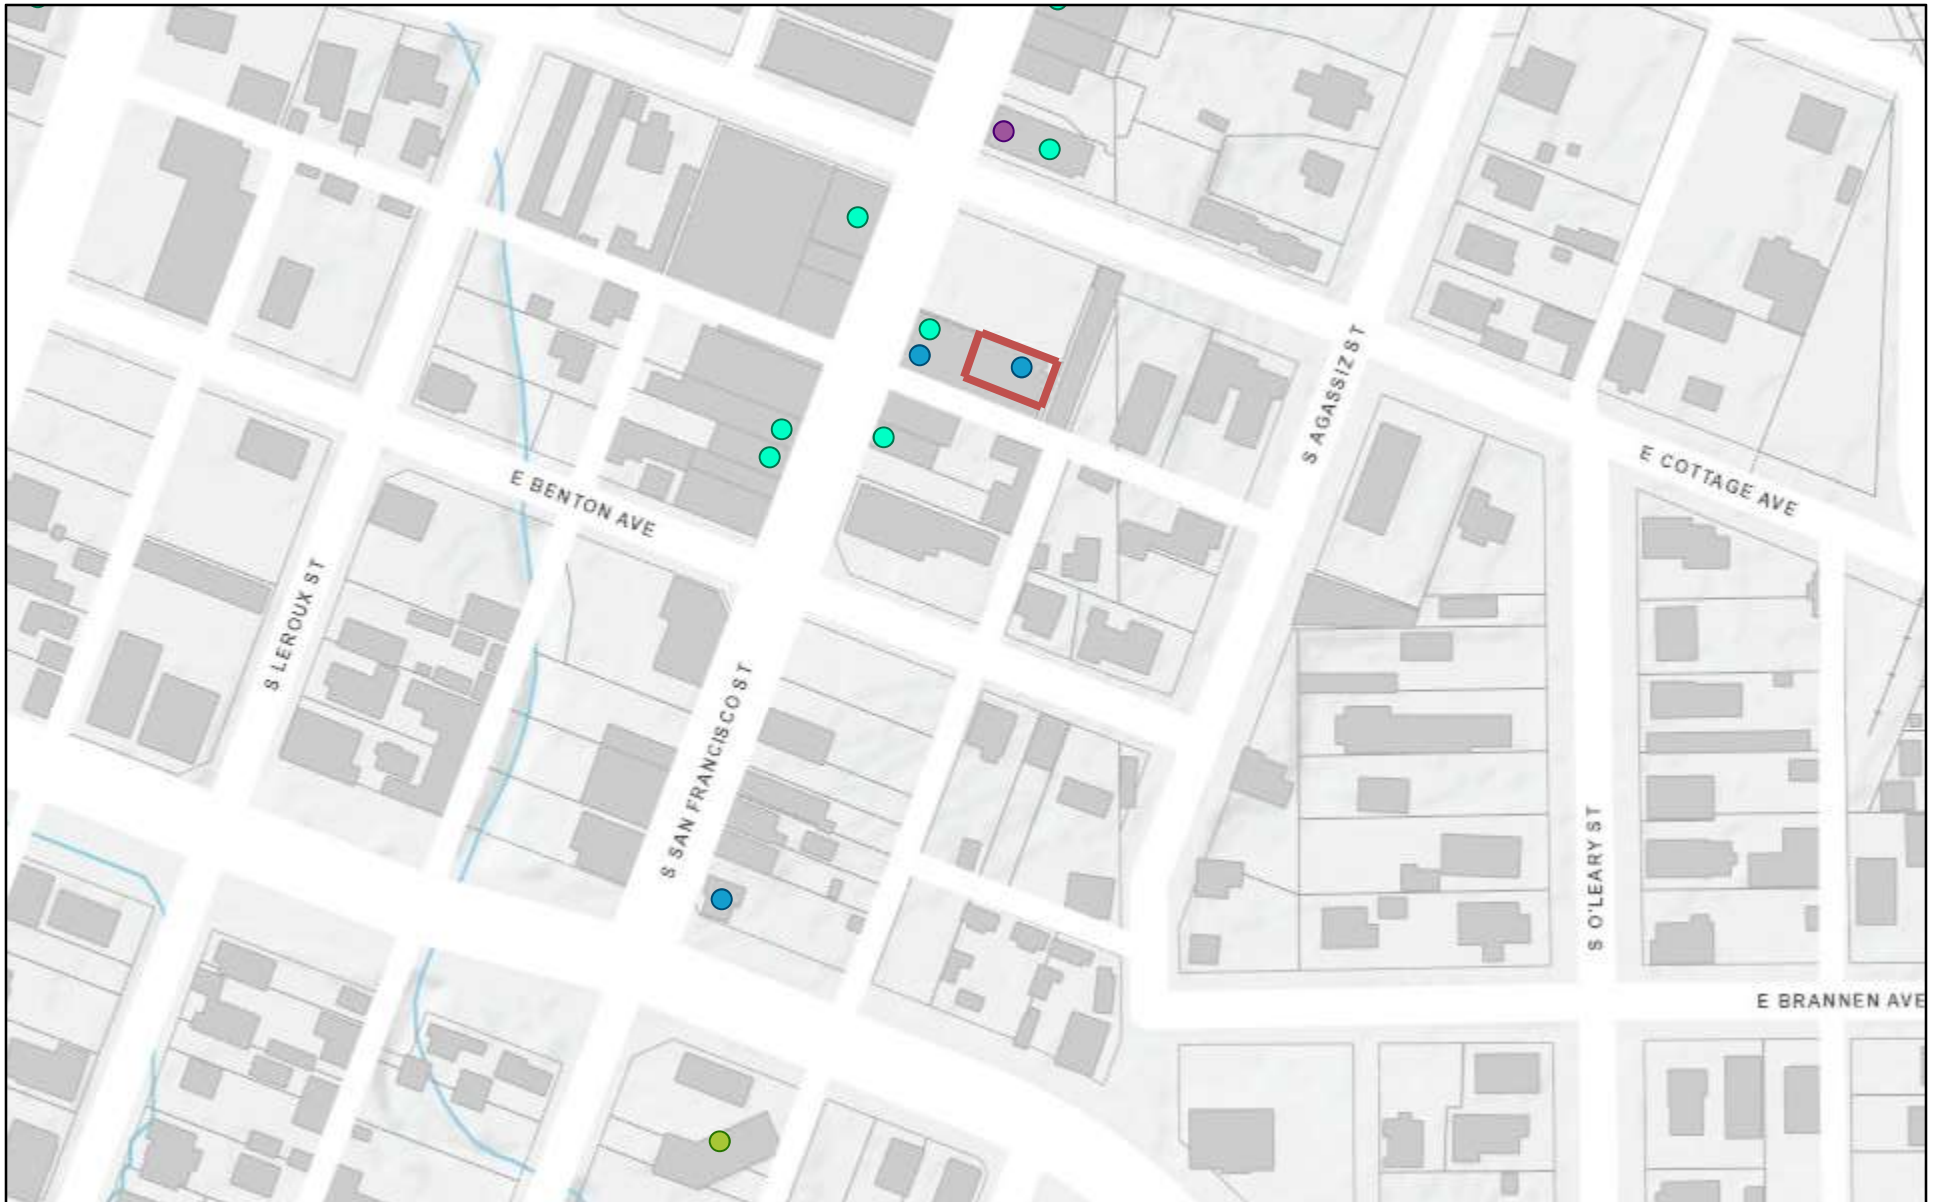 S AGASSIZ ST
E COTTAGE AVE
E BENTON AVE
S LEROUX ST
S SAN FRANCISCO ST
S O'LEARY ST
E BRANNEN AVE